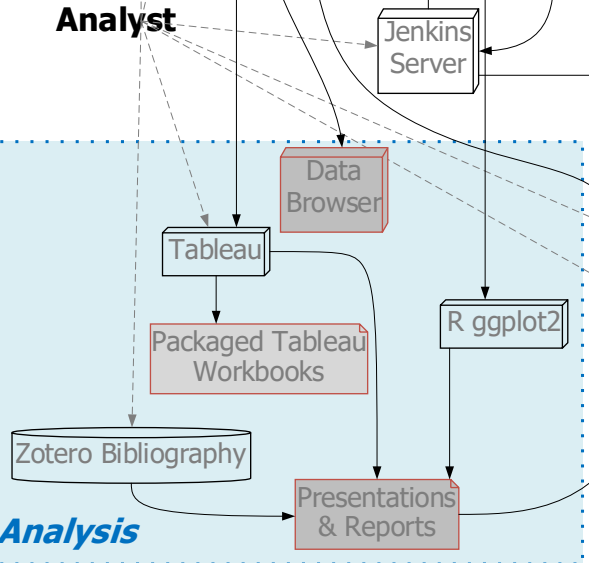 Analyst
Jenkins
Server
Data
Browser
Tableau
R ggplot2
Packaged Tableau
Workbooks
Zotero Bibliography
Presentations
& Reports
Analysis